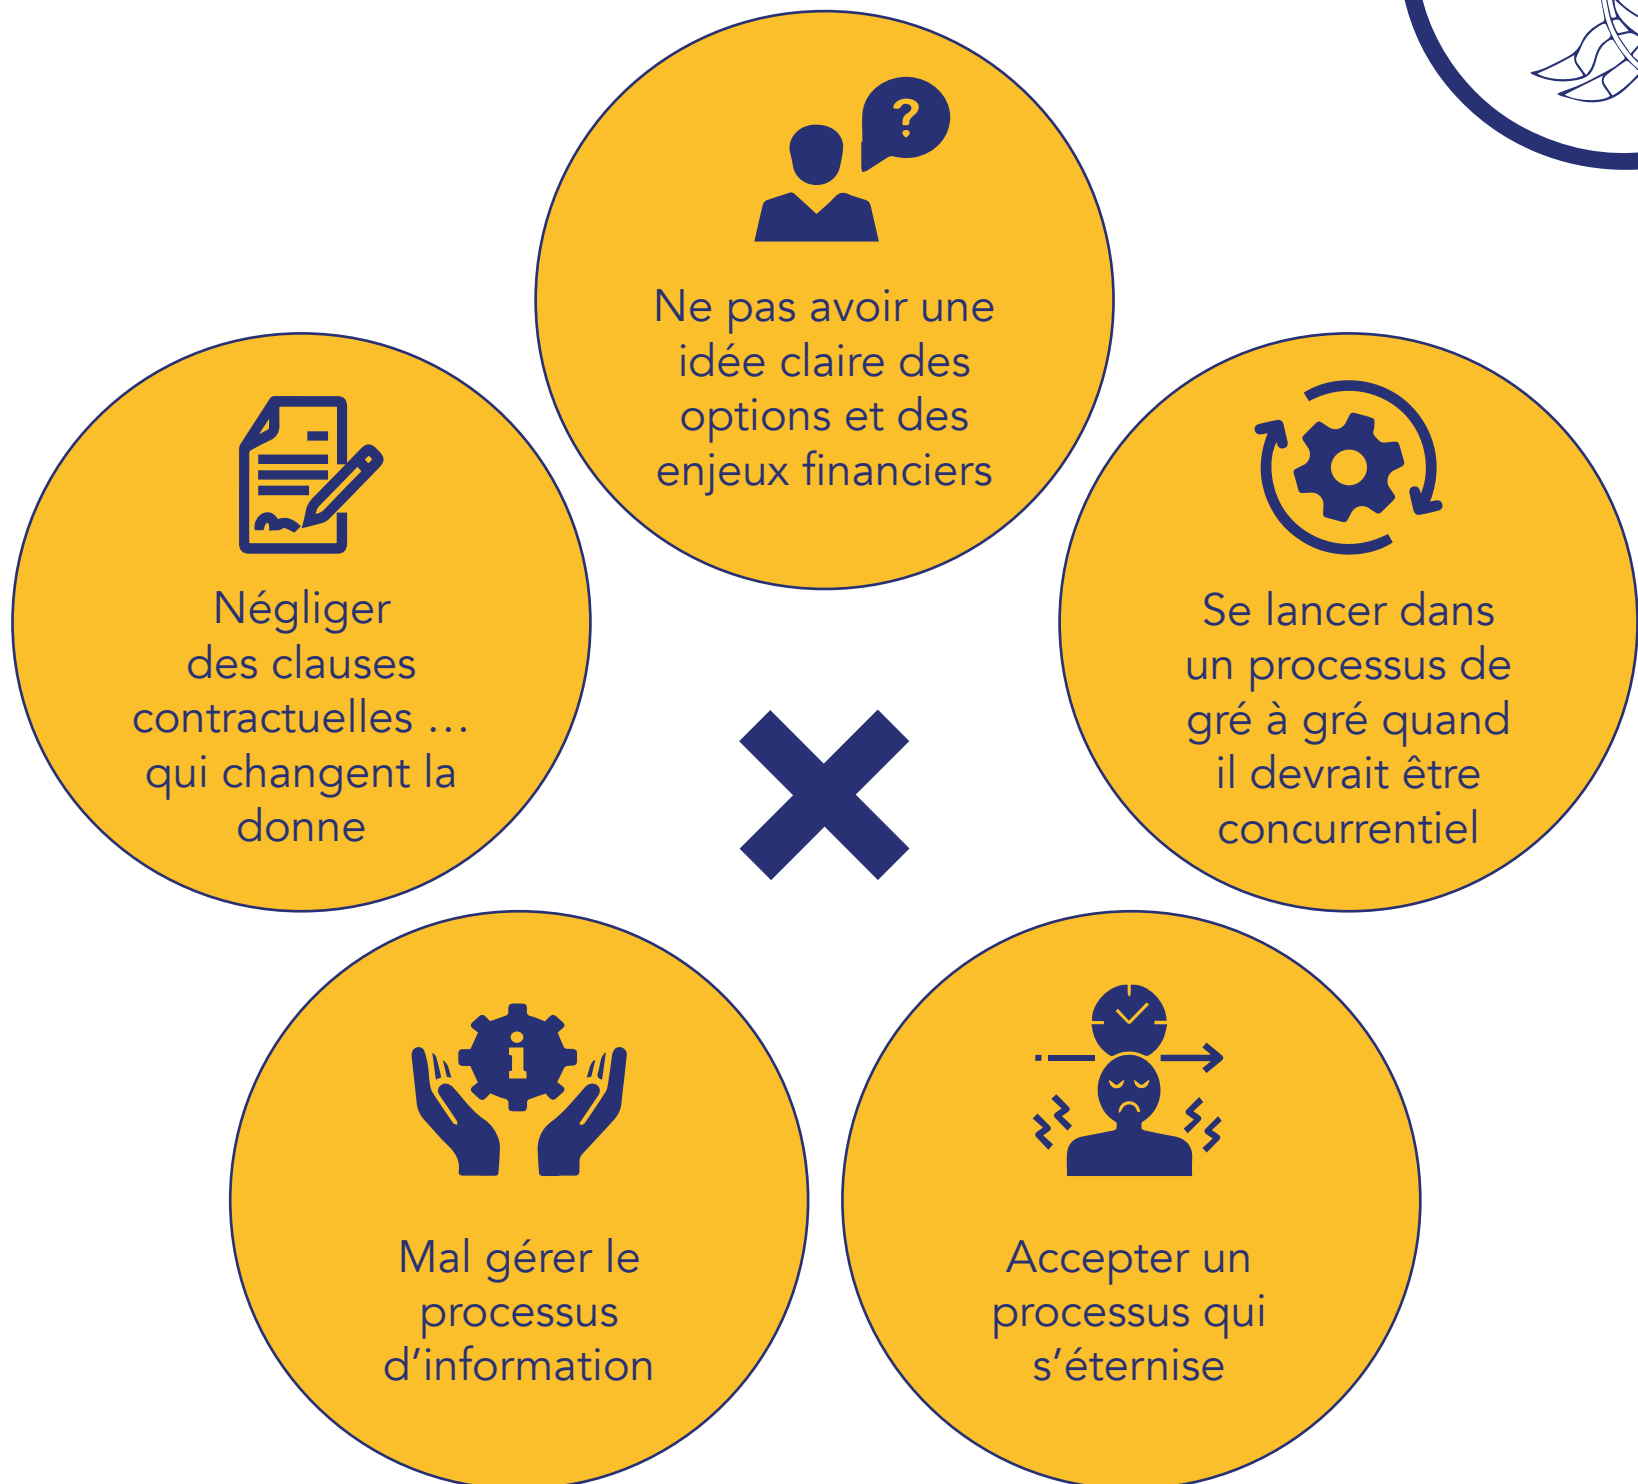 ?
Ne pas avoir une
idée claire des
options et des
enjeux financiers
Négliger
des clauses
contractuelles …
qui changent la
donne
Se lancer dans
un processus de
gré à gré quand
il devrait être
concurrentiel
i
Mal gérer le
processus
d’information
Accepter un
processus qui
s’éternise